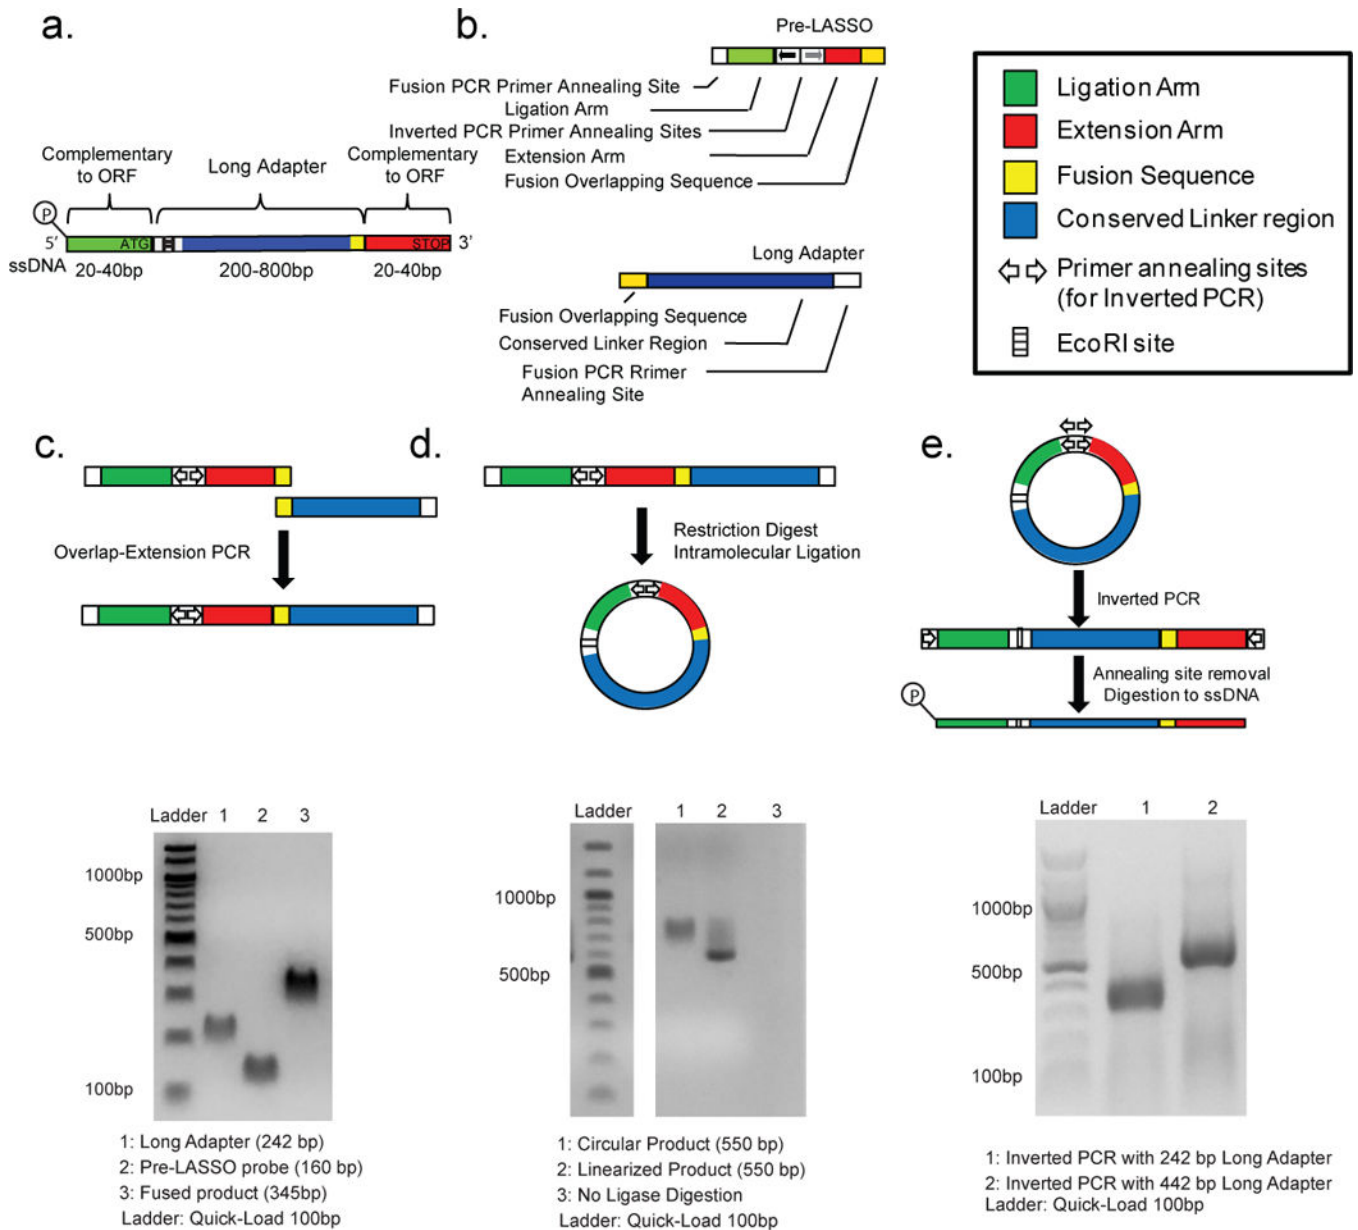 a.
Complementary
to ORF
Long Adapter
Complementary
to ORF
P
5'
ATG
STOP
3'
ssDNA
20-40bp
200-800bp
20-40bp
b.
Pre-LASSO
Fusion PCR Primer Annealing Site
Ligation Arm
Inverted PCR Primer Annealing Sites
Extension Arm
Fusion Overlapping Sequence
Long Adapter
Fusion Overlapping Sequence
Conserved Linker Region
Fusion PCR Rrimer
Annealing Site
Ligation Arm
Extension Arm
Fusion Sequence
Conserved Linker region
Primer annealing sites
(for Inverted PCR)
EcoRI site
c.
Overlap-Extension PCR
d.
Restriction Digest
Intramolecular Ligation
e.
Inverted PCR
Annealing site removal
Digestion to ssDNA
P
Ladder 1 2 3
1000bp
500bp
100bp
1: Long Adapter (242 bp)
2: Pre-LASSO probe (160 bp)
3: Fused product (345bp)
Ladder: Quick-Load 100bp
Ladder 1 2 3
1000bp
500bp
1: Circular Product (550 bp)
2: Linearized Product (550 bp)
3: No Ligase Digestion
Ladder: Quick-Load 100bp
Ladder 1 2
1000bp
500bp
100bp
1: Inverted PCR with 242 bp Long Adapter
2: Inverted PCR with 442 bp Long Adapter
Ladder: Quick-Load 100bp